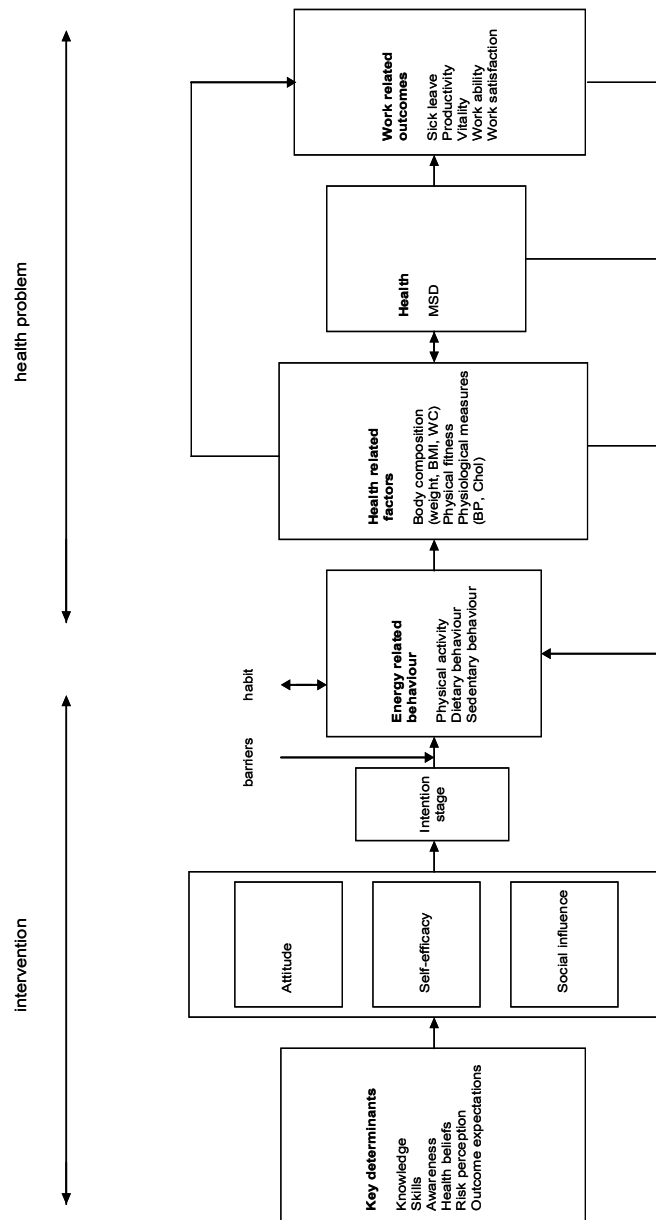 intervention
health problem
barriers
habit
Key determinants
Knowledge
Skills
Awareness
Health beliefs
Risk perception
Outcome expectations
Attitude
Self-efficacy
Social influence
Intention
stage
Energy related
behaviour
Physical activity
Dietary behaviour
Sedentary behaviour
Health related
factors
Body composition
(weight, BMI, WC)
Physical fitness
Physiological measures
(BP, Chol)
Health
MSD
Work related
outcomes
Sick leave
Productivity
Vitality
Work ability
Work satisfaction